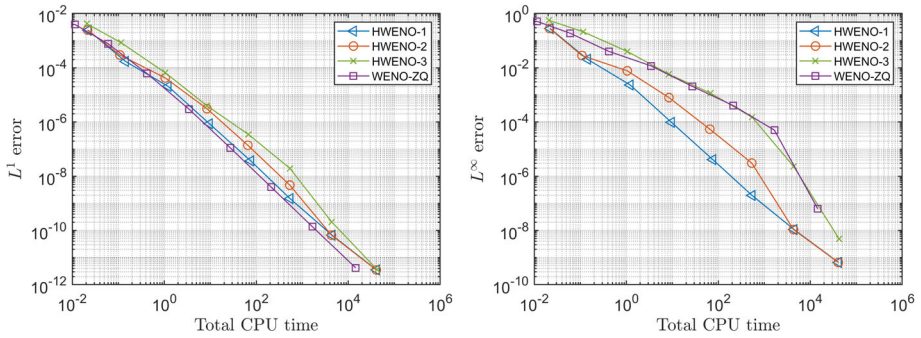 10^-2
10^-4
10^-6
10^-8
10^-10
10^-12
L^1 error
10^-2 10^0 10^2 10^4 10^6
Total CPU time
HWENO-1
HWENO-2
HWENO-3
WENO-ZQ
10^0
10^-2
10^-4
10^-6
10^-8
10^-10
L^∞ error
10^-2 10^0 10^2 10^4 10^6
Total CPU time
HWENO-1
HWENO-2
HWENO-3
WENO-ZQ